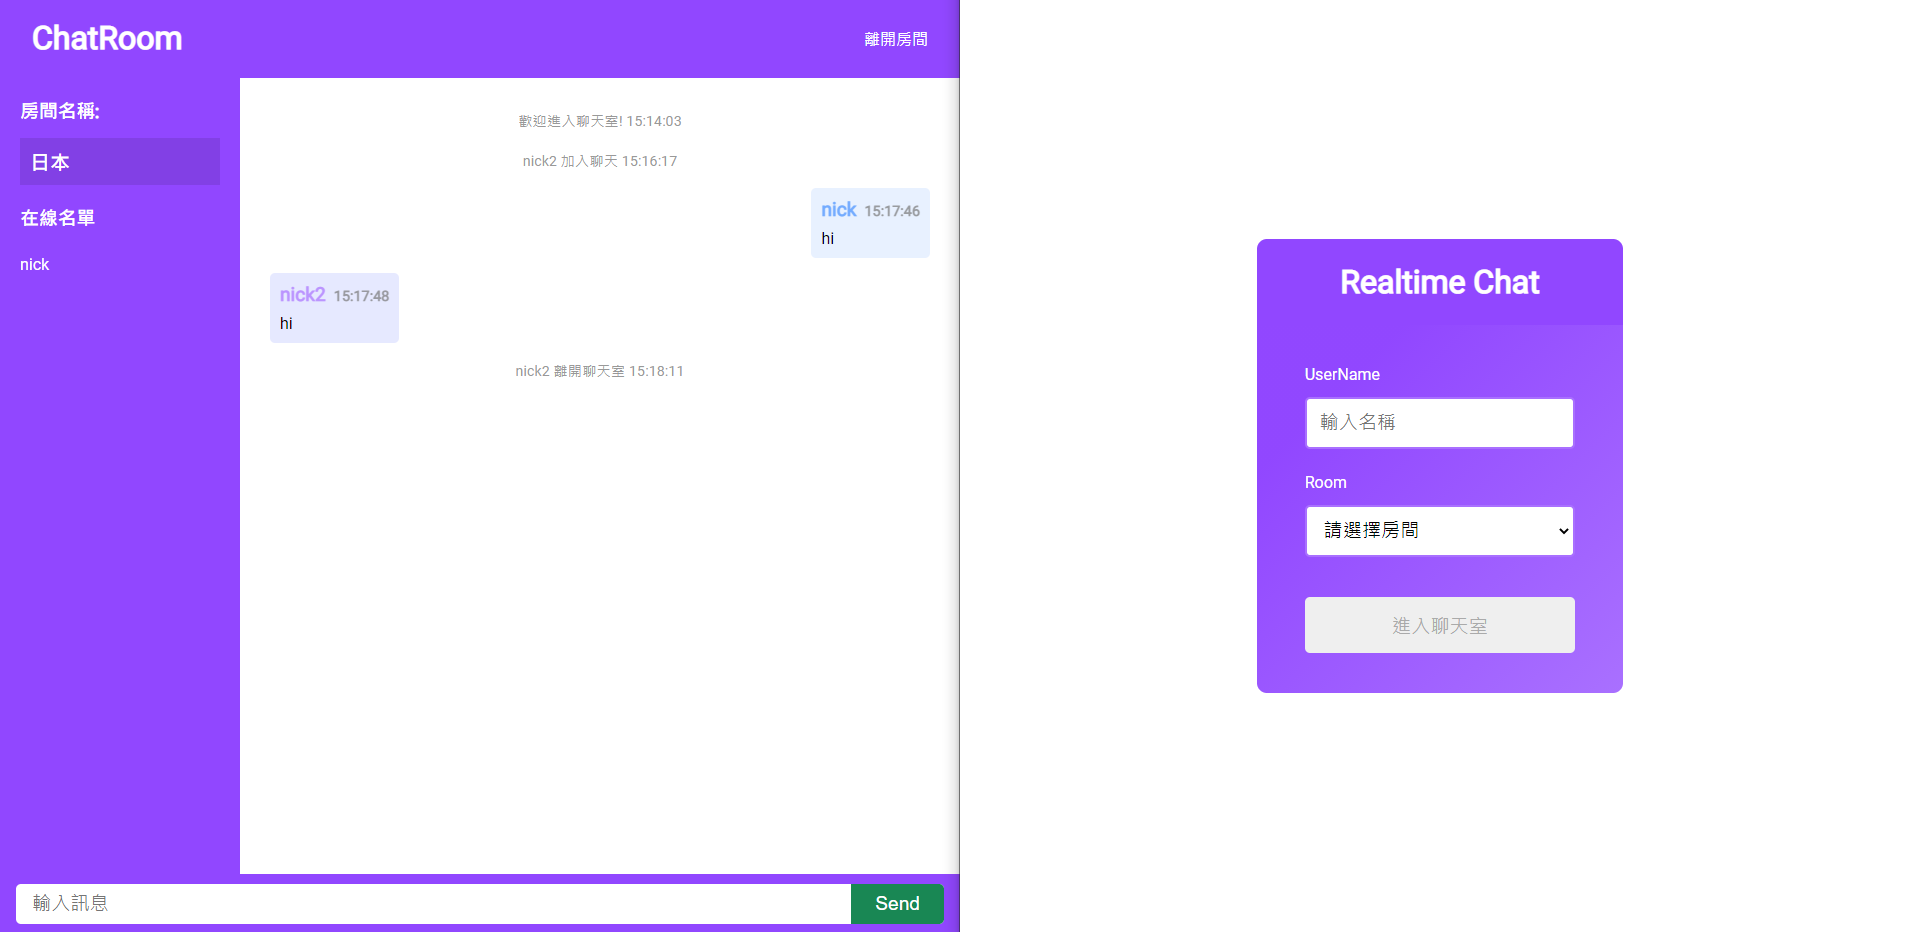 ChatRoom
離開房間
房間名稱:
日本
在線名單
nick
歡迎進入聊天室! 15:14:03
nick2 加入聊天 15:16:17
nick 15:17:46
hi
nick2 15:17:48
hi
nick2 離開聊天室 15:18:11
輸入訊息
Send
Realtime Chat
UserName
輸入名稱
Room
請選擇房間
進入聊天室